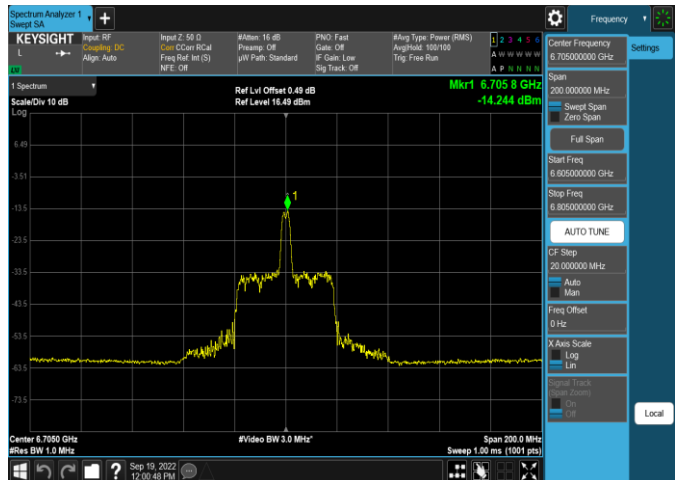 Spectrum Analyzer 1
Swept SA
+
Frequency
KEYSIGHT
L
LV
Input: RF
Coupling: DC
Align: Auto
Input Z: 50 Ω
Corr CCorr RCal
Freq Ref: Int (S)
NFE: Off
#Atten: 16 dB
Preamp: Off
µW Path: Standard
PNO: Fast
Gate: Off
IF Gain: Low
Sig Track: Off
#Avg Type: Power (RMS)
Avg|Hold: 100/100
Trig: Free Run
1 2 3 4 5 6
A W W W W W
A P N N N N
1 Spectrum
Scale/Div 10 dB
Log
Ref Lvl Offset 0.49 dB
Ref Level 16.49 dBm
Mkr1 6.705 8 GHz
-14.244 dBm
6.49
-3.51
-13.5
-23.5
-33.5
-43.5
-53.5
-63.5
-73.5
1
Center 6.7050 GHz
#Res BW 1.0 MHz
#Video BW 3.0 MHz*
Span 200.0 MHz
Sweep 1.00 ms (1001 pts)
Center Frequency
6.705000000 GHz
Settings
Span
200.000000 MHz
Swept Span
Zero Span
Full Span
Start Freq
6.605000000 GHz
Stop Freq
6.805000000 GHz
AUTO TUNE
CF Step
20.000000 MHz
Auto
Man
Freq Offset
0 Hz
X Axis Scale
Log
Lin
Signal Track
(Span Zoom)
On
Off
Local
?
Sep 19, 2022
12:00:48 PM